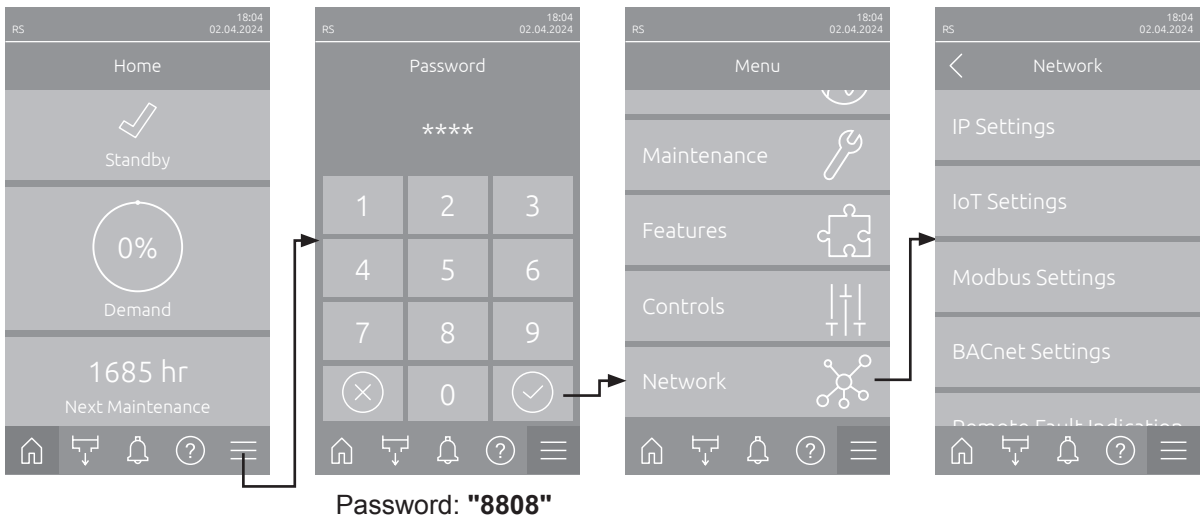 18:04
RS 02.04.2024
Home
Standby
0%
Demand
1685 hr
Next Maintenance
?
18:04
RS 02.04.2024
Password
****
1 2 3
4 5 6
7 8 9
0
?
Password: "8808"
18:04
RS 02.04.2024
Menu
Maintenance
Features
Controls
Network
?
18:04
RS 02.04.2024
Network
IP Settings
IoT Settings
Modbus Settings
BACnet Settings
Remote Fault Indication
?